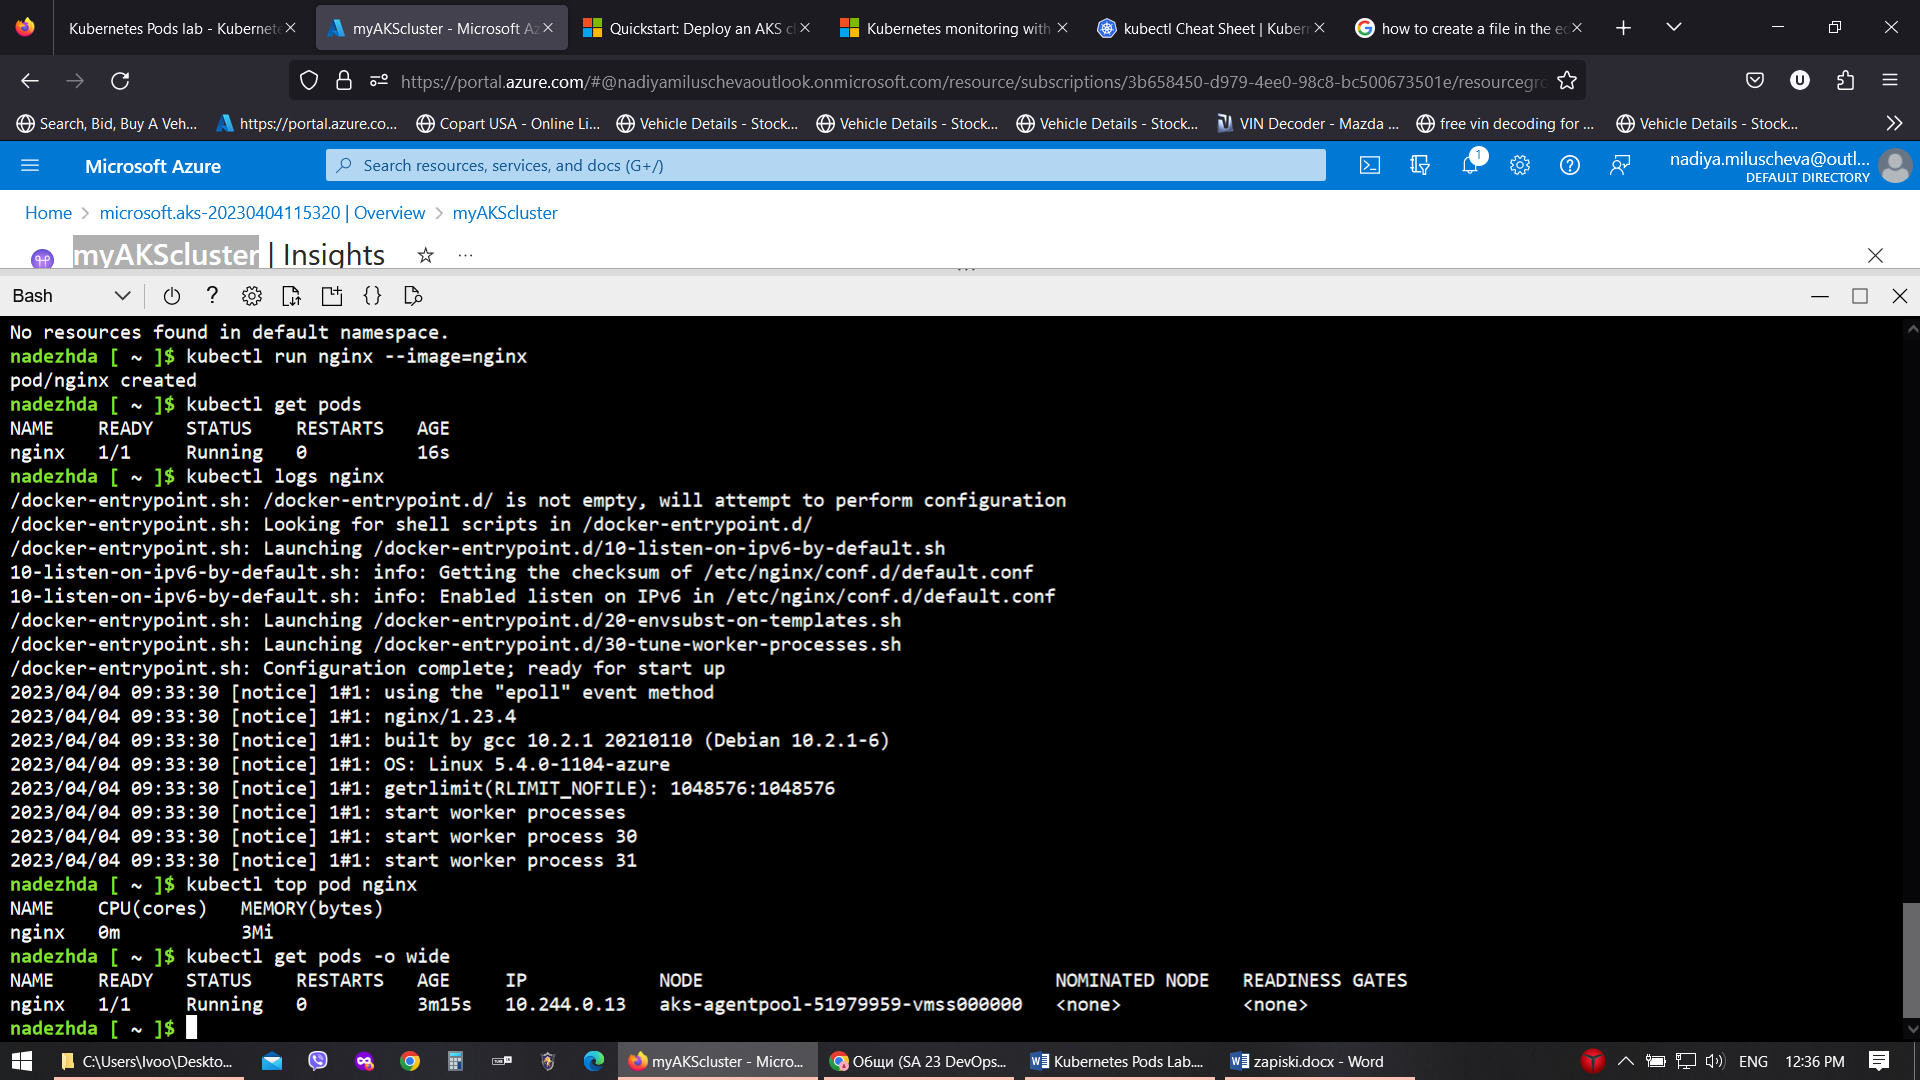 Kubernetes Pods lab - Kubernete
myAKScluster - Microsoft Az
Quickstart: Deploy an AKS cl
Kubernetes monitoring with
kubectl Cheat Sheet | Kubern
how to create a file in the ec
https://portal.azure.com/#@nadiyamiluschevaoutlook.onmicrosoft.com/resource/subscriptions/3b658450-d979-4ee0-98c8-bc500673501e/resourcegro
Search, Bid, Buy A Veh...
https://portal.azure.co...
Copart USA - Online Li...
Vehicle Details - Stock...
Vehicle Details - Stock...
Vehicle Details - Stock...
VIN Decoder - Mazda ...
free vin decoding for ...
Vehicle Details - Stock...
Microsoft Azure
Search resources, services, and docs (G+/)
1
nadiya.miluscheva@outl...
DEFAULT DIRECTORY
Home > microsoft.aks-20230404115320 | Overview > myAKScluster
myAKScluster | Insights
Bash
No resources found in default namespace.
nadezhda [ ~ ]$ kubectl run nginx --image=nginx
pod/nginx created
nadezhda [ ~ ]$ kubectl get pods
NAME    READY   STATUS    RESTARTS   AGE
nginx   1/1     Running   0          16s
nadezhda [ ~ ]$ kubectl logs nginx
/docker-entrypoint.sh: /docker-entrypoint.d/ is not empty, will attempt to perform configuration
/docker-entrypoint.sh: Looking for shell scripts in /docker-entrypoint.d/
/docker-entrypoint.sh: Launching /docker-entrypoint.d/10-listen-on-ipv6-by-default.sh
10-listen-on-ipv6-by-default.sh: info: Getting the checksum of /etc/nginx/conf.d/default.conf
10-listen-on-ipv6-by-default.sh: info: Enabled listen on IPv6 in /etc/nginx/conf.d/default.conf
/docker-entrypoint.sh: Launching /docker-entrypoint.d/20-envsubst-on-templates.sh
/docker-entrypoint.sh: Launching /docker-entrypoint.d/30-tune-worker-processes.sh
/docker-entrypoint.sh: Configuration complete; ready for start up
2023/04/04 09:33:30 [notice] 1#1: using the "epoll" event method
2023/04/04 09:33:30 [notice] 1#1: nginx/1.23.4
2023/04/04 09:33:30 [notice] 1#1: built by gcc 10.2.1 20210110 (Debian 10.2.1-6)
2023/04/04 09:33:30 [notice] 1#1: OS: Linux 5.4.0-1104-azure
2023/04/04 09:33:30 [notice] 1#1: getrlimit(RLIMIT_NOFILE): 1048576:1048576
2023/04/04 09:33:30 [notice] 1#1: start worker processes
2023/04/04 09:33:30 [notice] 1#1: start worker process 30
2023/04/04 09:33:30 [notice] 1#1: start worker process 31
nadezhda [ ~ ]$ kubectl top pod nginx
NAME    CPU(cores)   MEMORY(bytes)
nginx   0m           3Mi
nadezhda [ ~ ]$ kubectl get pods -o wide
NAME    READY   STATUS    RESTARTS   AGE     IP            NODE                                NOMINATED NODE   READINESS GATES
nginx   1/1     Running   0          3m15s   10.244.0.13   aks-agentpool-51979959-vmss000000   <none>           <none>
nadezhda [ ~ ]$
C:\Users\Ivoo\Deskto...
myAKScluster - Micro...
Общи (SA 23 DevOps...
Kubernetes Pods Lab....
zapiski.docx - Word
ENG
12:36 PM